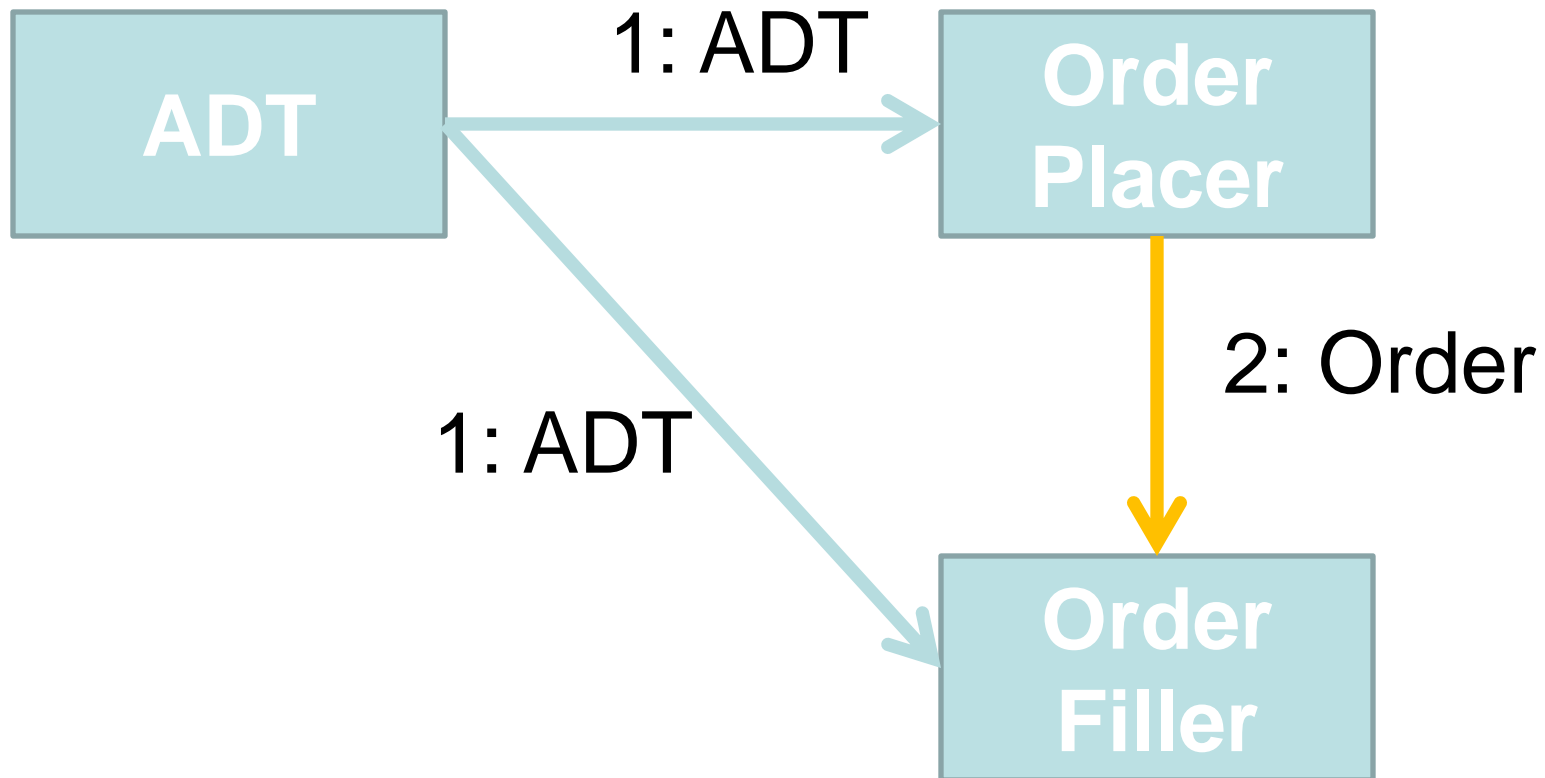 1: ADT
ADT
Order
Placer
2: Order
1: ADT
Order
Filler